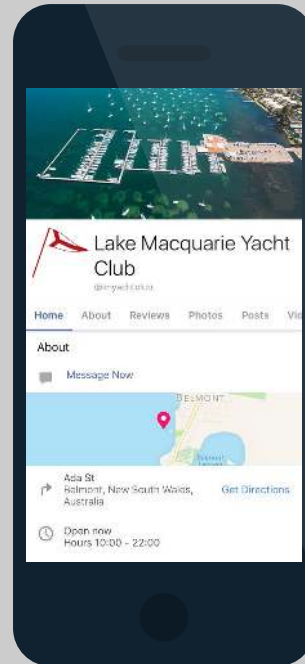 Lake Macquarie Yacht
Club
Home About Reviews Photos Posts
About
Message Now
BELMONT
Ada St
Belmont, New South Wales,
Australia
Get Directions
Open now
Hours 10:00 - 22:00